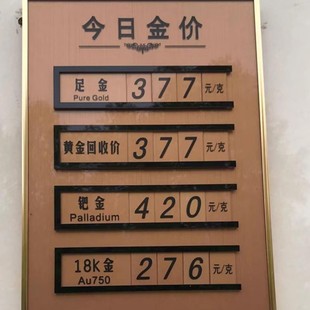 今日金价
足金 377 元/克
Pure Gold
黄金回收价 377 元/克
钯金 420 元/克
Palladium
18K金 276 元/克
Au750